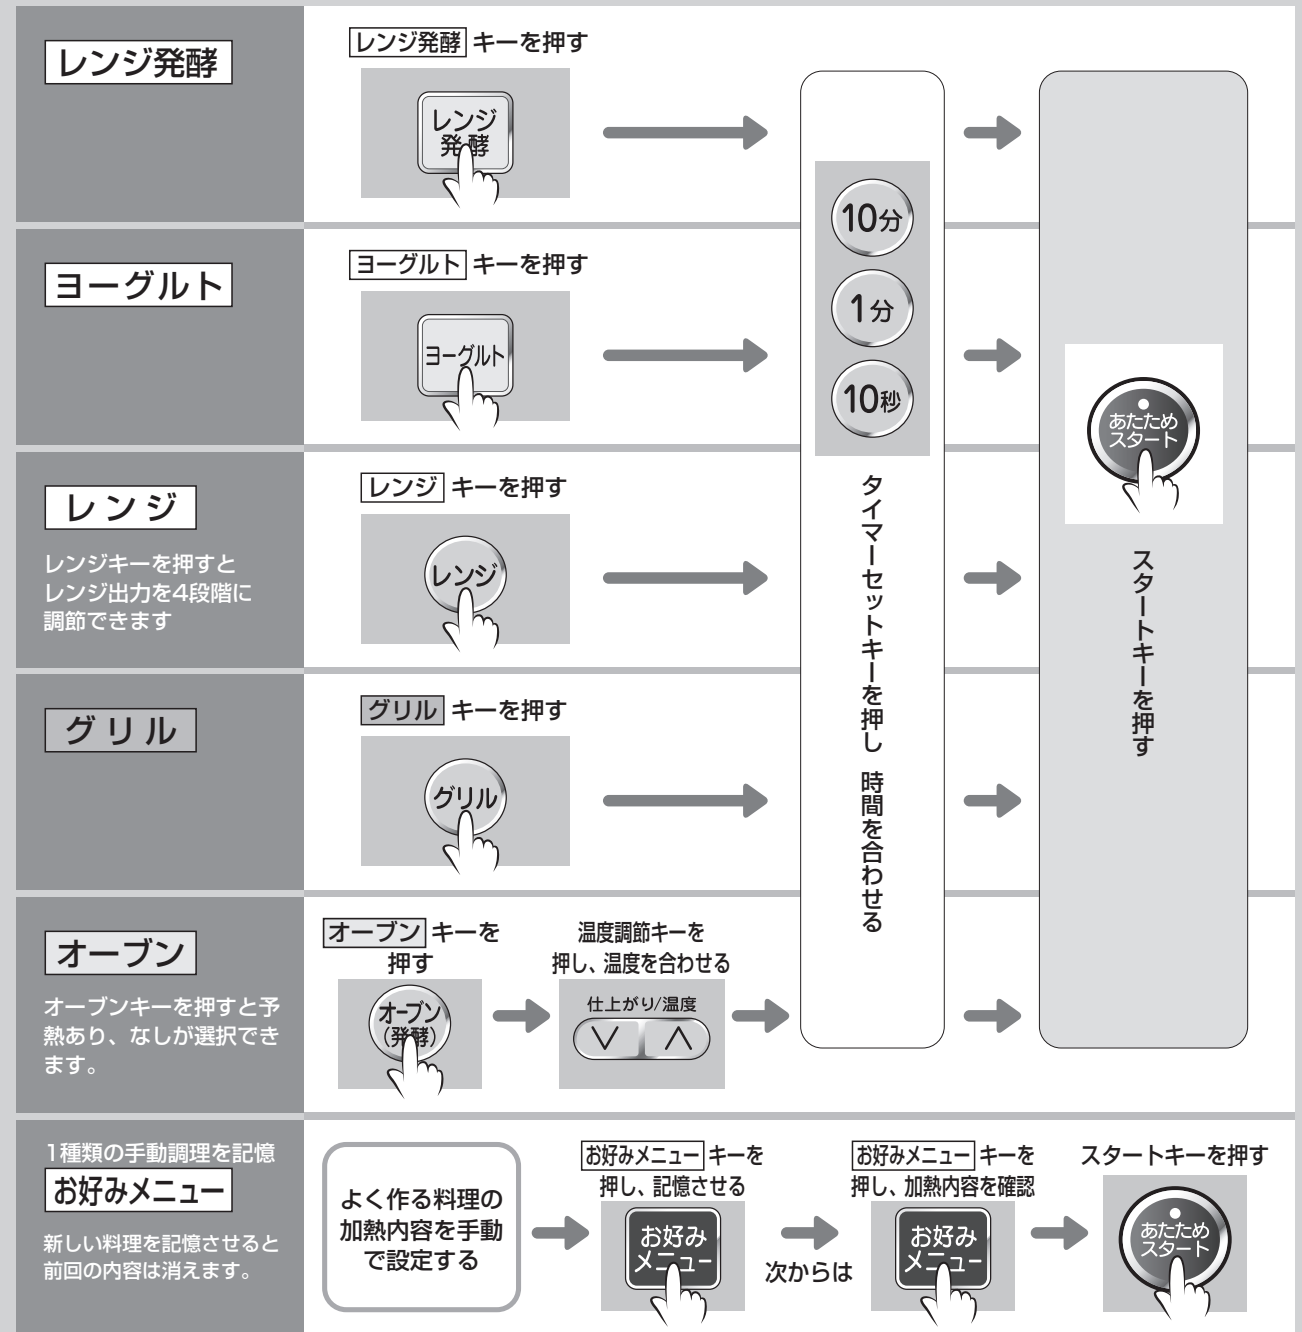 レンジ発酵
レンジ発酵 キーを押す
レンジ
発酵
ヨーグルト
ヨーグルト キーを押す
ヨーグルト
レンジ
レンジキーを押すと
レンジ出力を4段階に
調節できます
レンジ キーを押す
レンジ
グリル
グリル キーを押す
グリル
オーブン
オーブンキーを押すと予
熱あり、なしが選択でき
ます。
オーブン キーを
押す
オーブン
(発酵)
温度調節キーを
押し、温度を合わせる
仕上がり/温度
10分
1分
10秒
タイマーセットキーを押し 時間を合わせる
あたため
スタート
スタートキーを押す
1種類の手動調理を記憶
お好みメニュー
新しい料理を記憶させると
前回の内容は消えます。
よく作る料理の
加熱内容を手動
で設定する
お好みメニュー キーを
押し、記憶させる
お好み
メニュー
次からは
お好みメニュー キーを
押し、加熱内容を確認
お好み
メニュー
スタートキーを押す
あたため
スタート